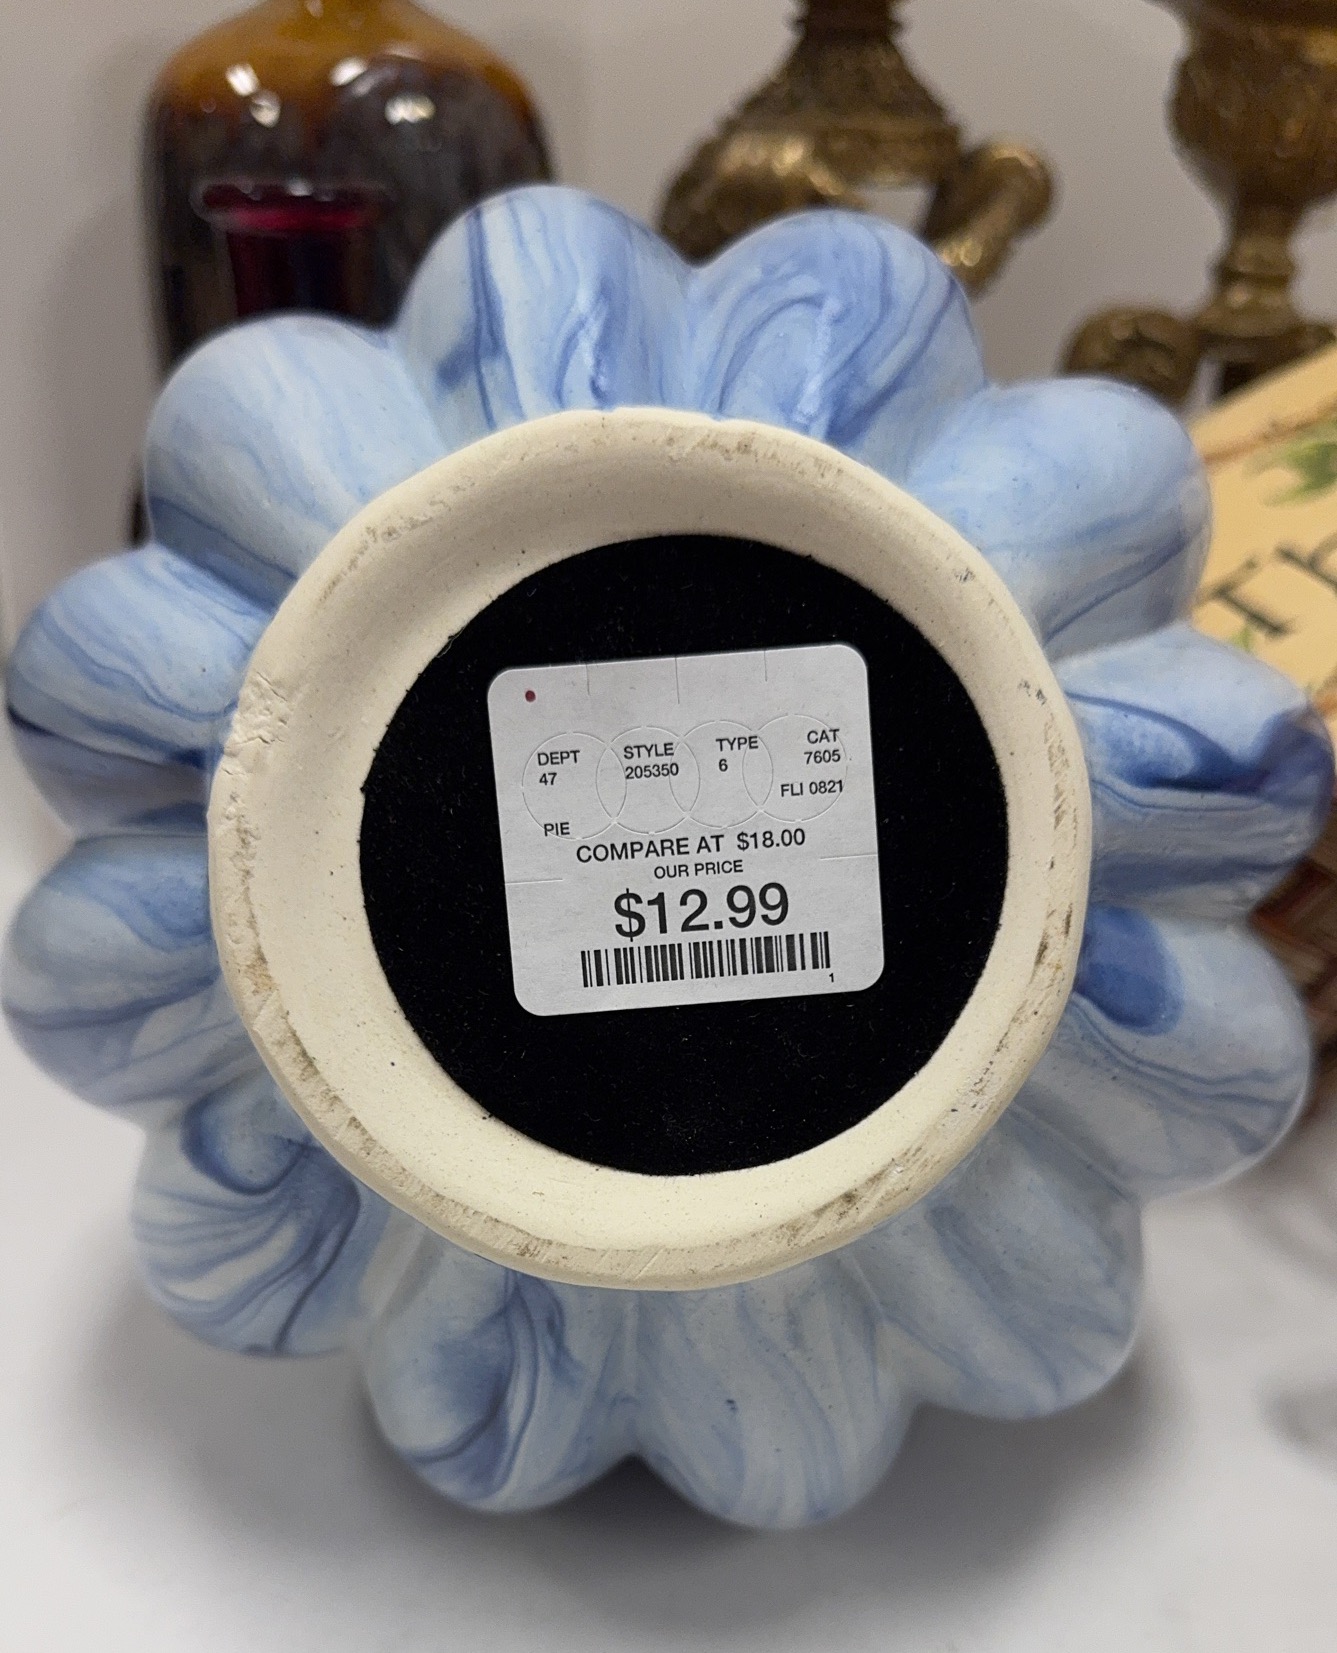 DEPT STYLE TYPE CAT
47 205350 6 7605
FLI 0821
PIE
COMPARE AT $18.00
OUR PRICE
$12.99
1